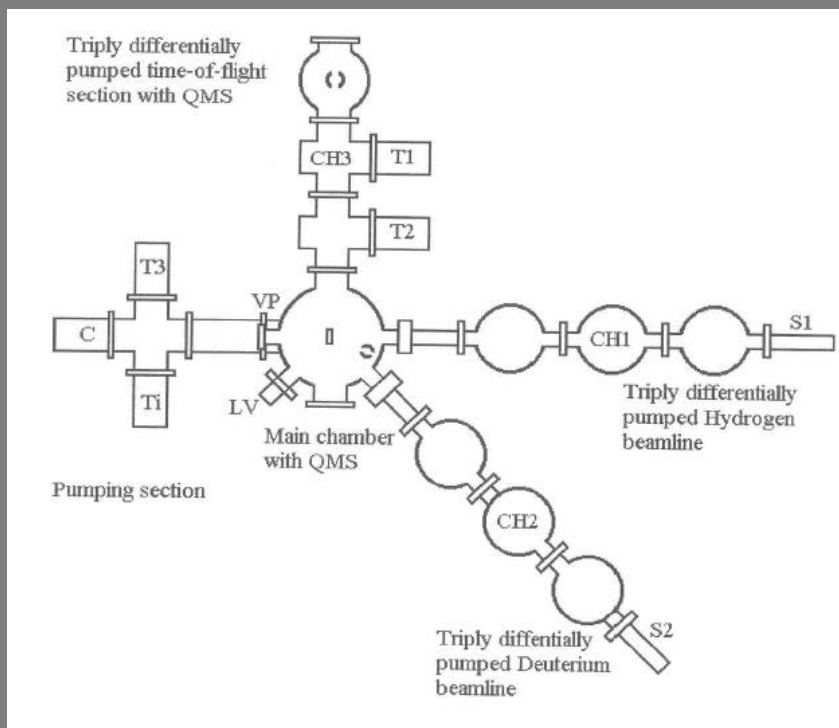 Triply differentially
pumped time-of-flight
section with QMS
CH3
T1
T2
T3
VP
C
Ti
LV
Main chamber
with QMS
Pumping section
CH1
S1
Triply differentially
pumped Hydrogen
beamline
CH2
S2
Triply diffentially
pumped Deuterium
beamline